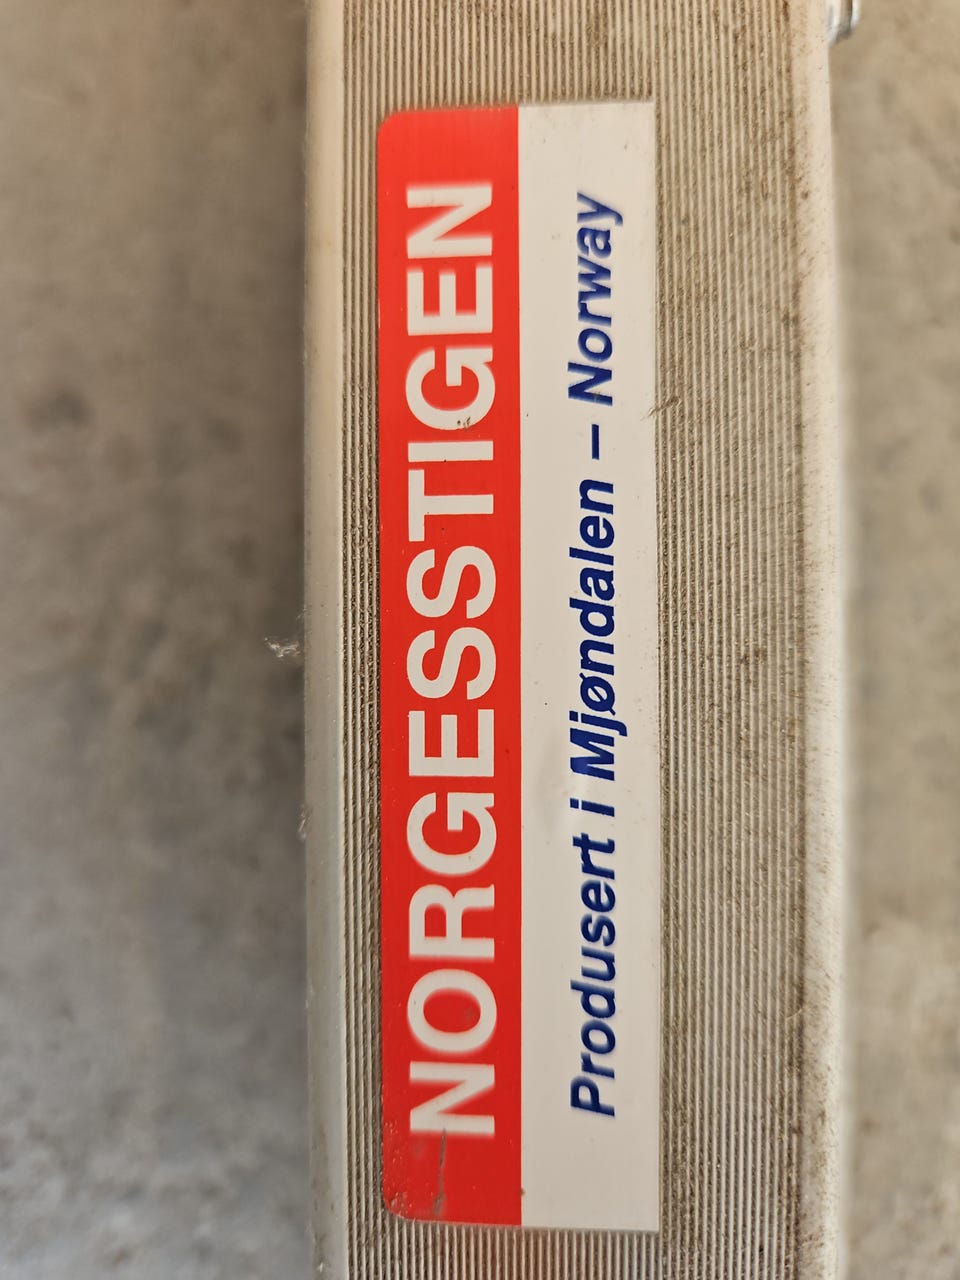 NORGESSTIGEN
Produsert i Mjøndalen – Norway